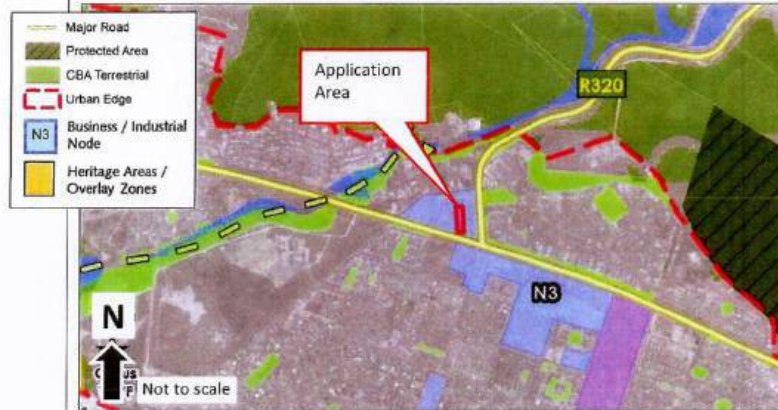 Major Road
Protected Area
CBA Terrestrial
Urban Edge
N3 Business / Industrial
Node
Heritage Areas /
Overlay Zones
Application
Area
R320
N3
N
Not to scale